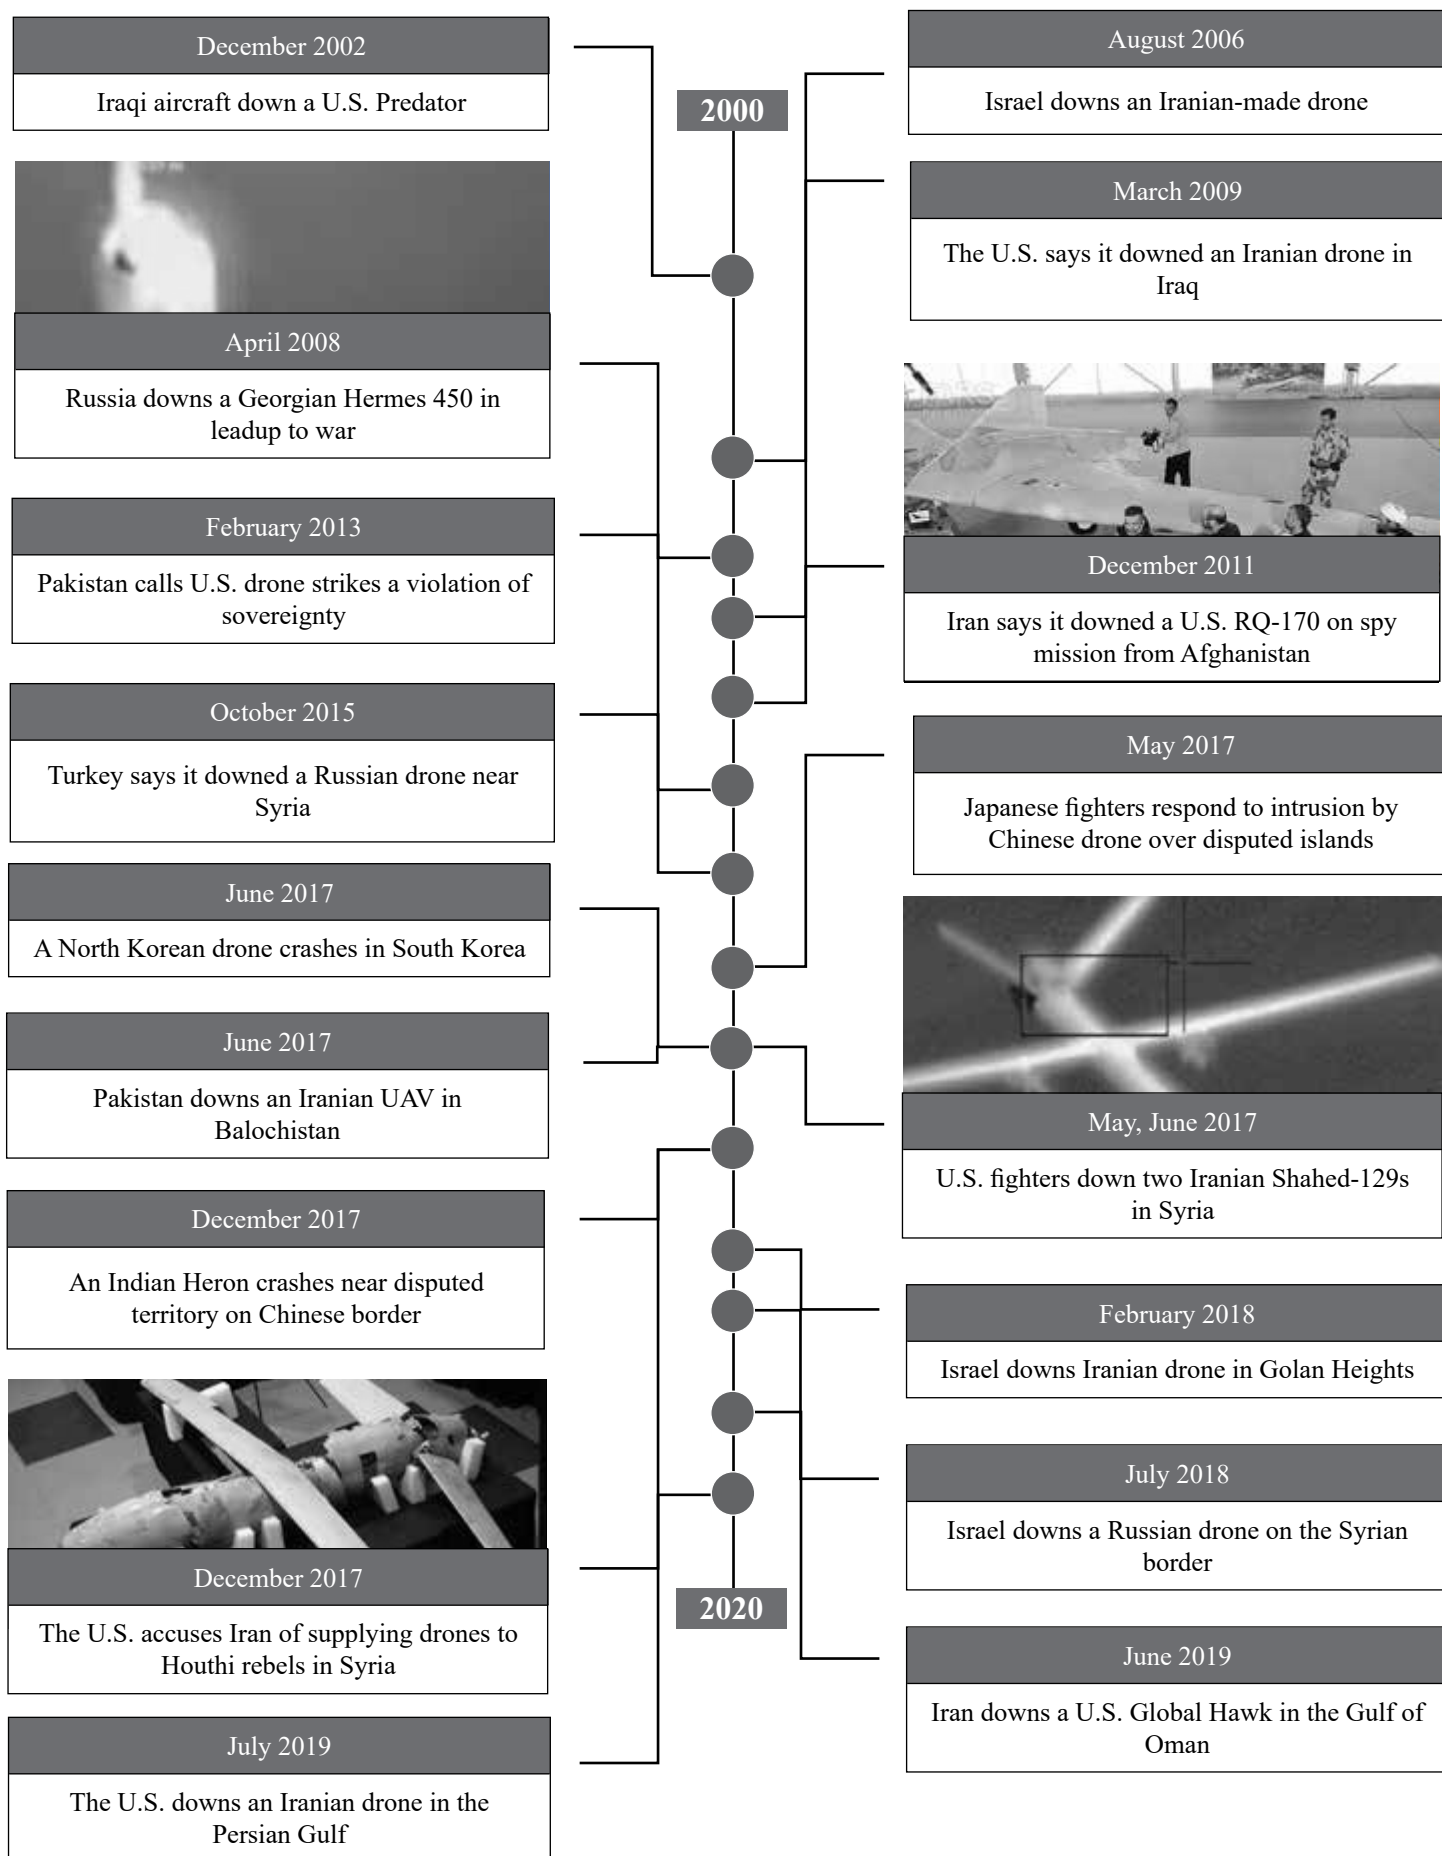 December 2002
Iraqi aircraft down a U.S. Predator
April 2008
Russia downs a Georgian Hermes 450 in
leadup to war
February 2013
Pakistan calls U.S. drone strikes a violation of
sovereignty
October 2015
Turkey says it downed a Russian drone near
Syria
June 2017
A North Korean drone crashes in South Korea
June 2017
Pakistan downs an Iranian UAV in
Balochistan
December 2017
An Indian Heron crashes near disputed
territory on Chinese border
December 2017
The U.S. accuses Iran of supplying drones to
Houthi rebels in Syria
July 2019
The U.S. downs an Iranian drone in the
Persian Gulf
2000
2020
August 2006
Israel downs an Iranian-made drone
March 2009
The U.S. says it downed an Iranian drone in
Iraq
December 2011
Iran says it downed a U.S. RQ-170 on spy
mission from Afghanistan
May 2017
Japanese fighters respond to intrusion by
Chinese drone over disputed islands
May, June 2017
U.S. fighters down two Iranian Shahed-129s
in Syria
February 2018
Israel downs Iranian drone in Golan Heights
July 2018
Israel downs a Russian drone on the Syrian
border
June 2019
Iran downs a U.S. Global Hawk in the Gulf of
Oman